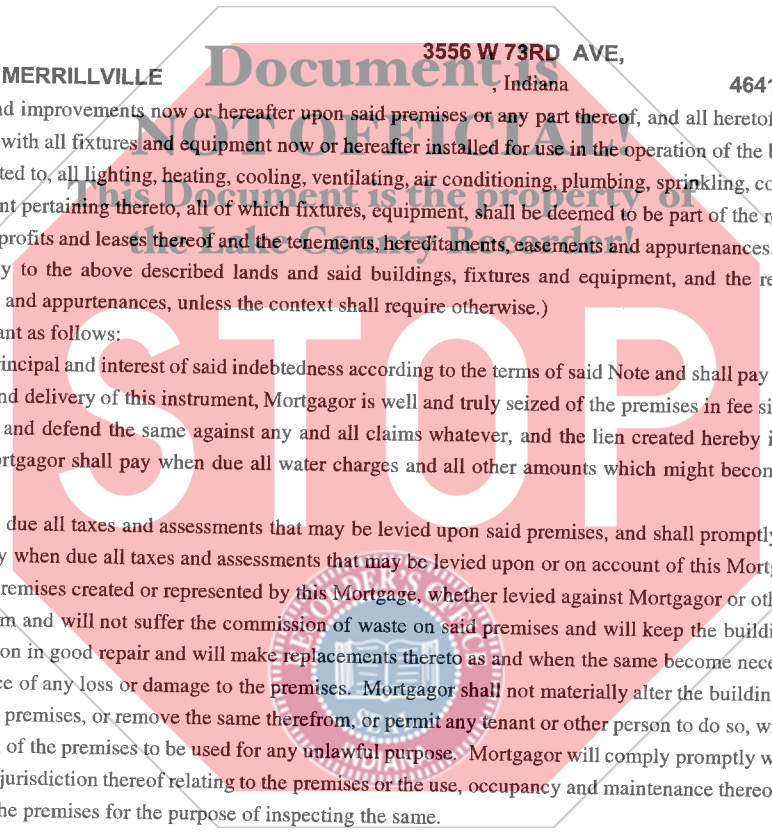 3556 W 73RD AVE,
MERRILLVILLE , Indiana 4641
Document is
NOT OFFICIAL!
This Document is the property of
the Lake County Recorder!
STOP
nd improvements now or hereafter upon said premises or any part thereof, and all heretof
with all fixtures and equipment now or hereafter installed for use in the operation of the b
ted to, all lighting, heating, cooling, ventilating, air conditioning, plumbing, sprinkling, co
nt pertaining thereto, all of which fixtures, equipment, shall be deemed to be part of the re
profits and leases thereof and the tenements, hereditaments, easements and appurtenances.
y to the above described lands and said buildings, fixtures and equipment, and the re
and appurtenances, unless the context shall require otherwise.)
ant as follows:
rincipal and interest of said indebtedness according to the terms of said Note and shall pay
nd delivery of this instrument, Mortgagor is well and truly seized of the premises in fee si
and defend the same against any and all claims whatever, and the lien created hereby i
rtgagor shall pay when due all water charges and all other amounts which might becom
due all taxes and assessments that may be levied upon said premises, and shall promptly
y when due all taxes and assessments that may be levied upon or on account of this Mortg
remises created or represented by this Mortgage, whether levied against Mortgagor or oth
m and will not suffer the commission of waste on said premises and will keep the buildi
on in good repair and will make replacements thereto as and when the same become nece
ce of any loss or damage to the premises. Mortgagor shall not materially alter the buildin
premises, or remove the same therefrom, or permit any tenant or other person to do so, wi
of the premises to be used for any unlawful purpose. Mortgagor will comply promptly w
jurisdiction thereof relating to the premises or the use, occupancy and maintenance thereo
he premises for the purpose of inspecting the same.
RECORDER'S OFFICE